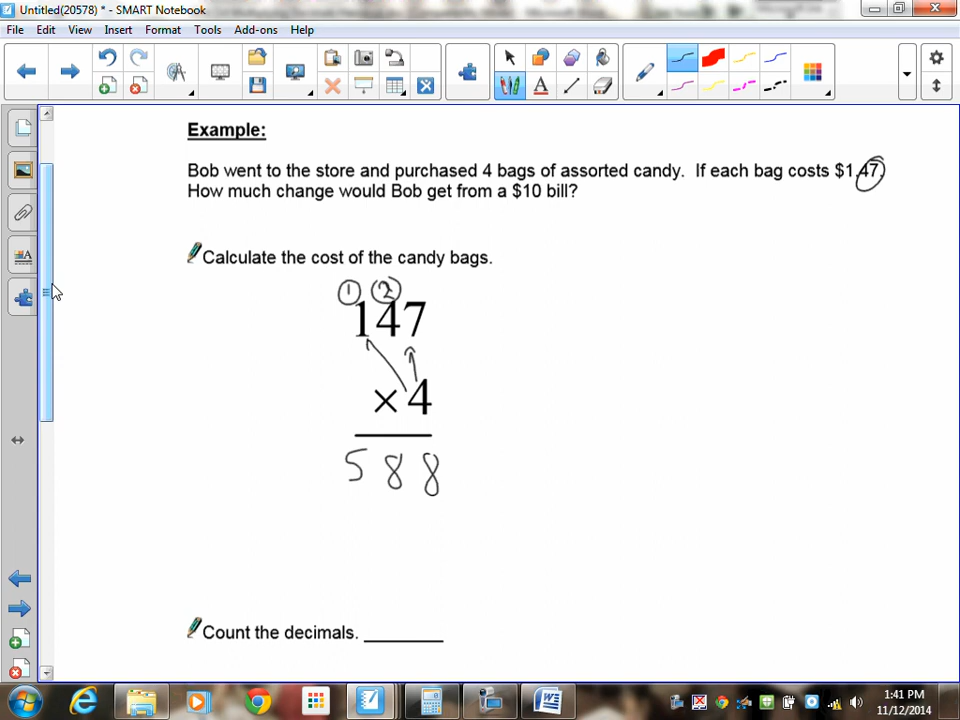 Untitled(20578) * - SMART Notebook
File Edit View Insert Format Tools Add-ons Help
Example:
Bob went to the store and purchased 4 bags of assorted candy. If each bag costs $1.47.
How much change would Bob get from a $10 bill?
Calculate the cost of the candy bags.
1 2
147
×4
588
Count the decimals. ________
1:41 PM
11/12/2014